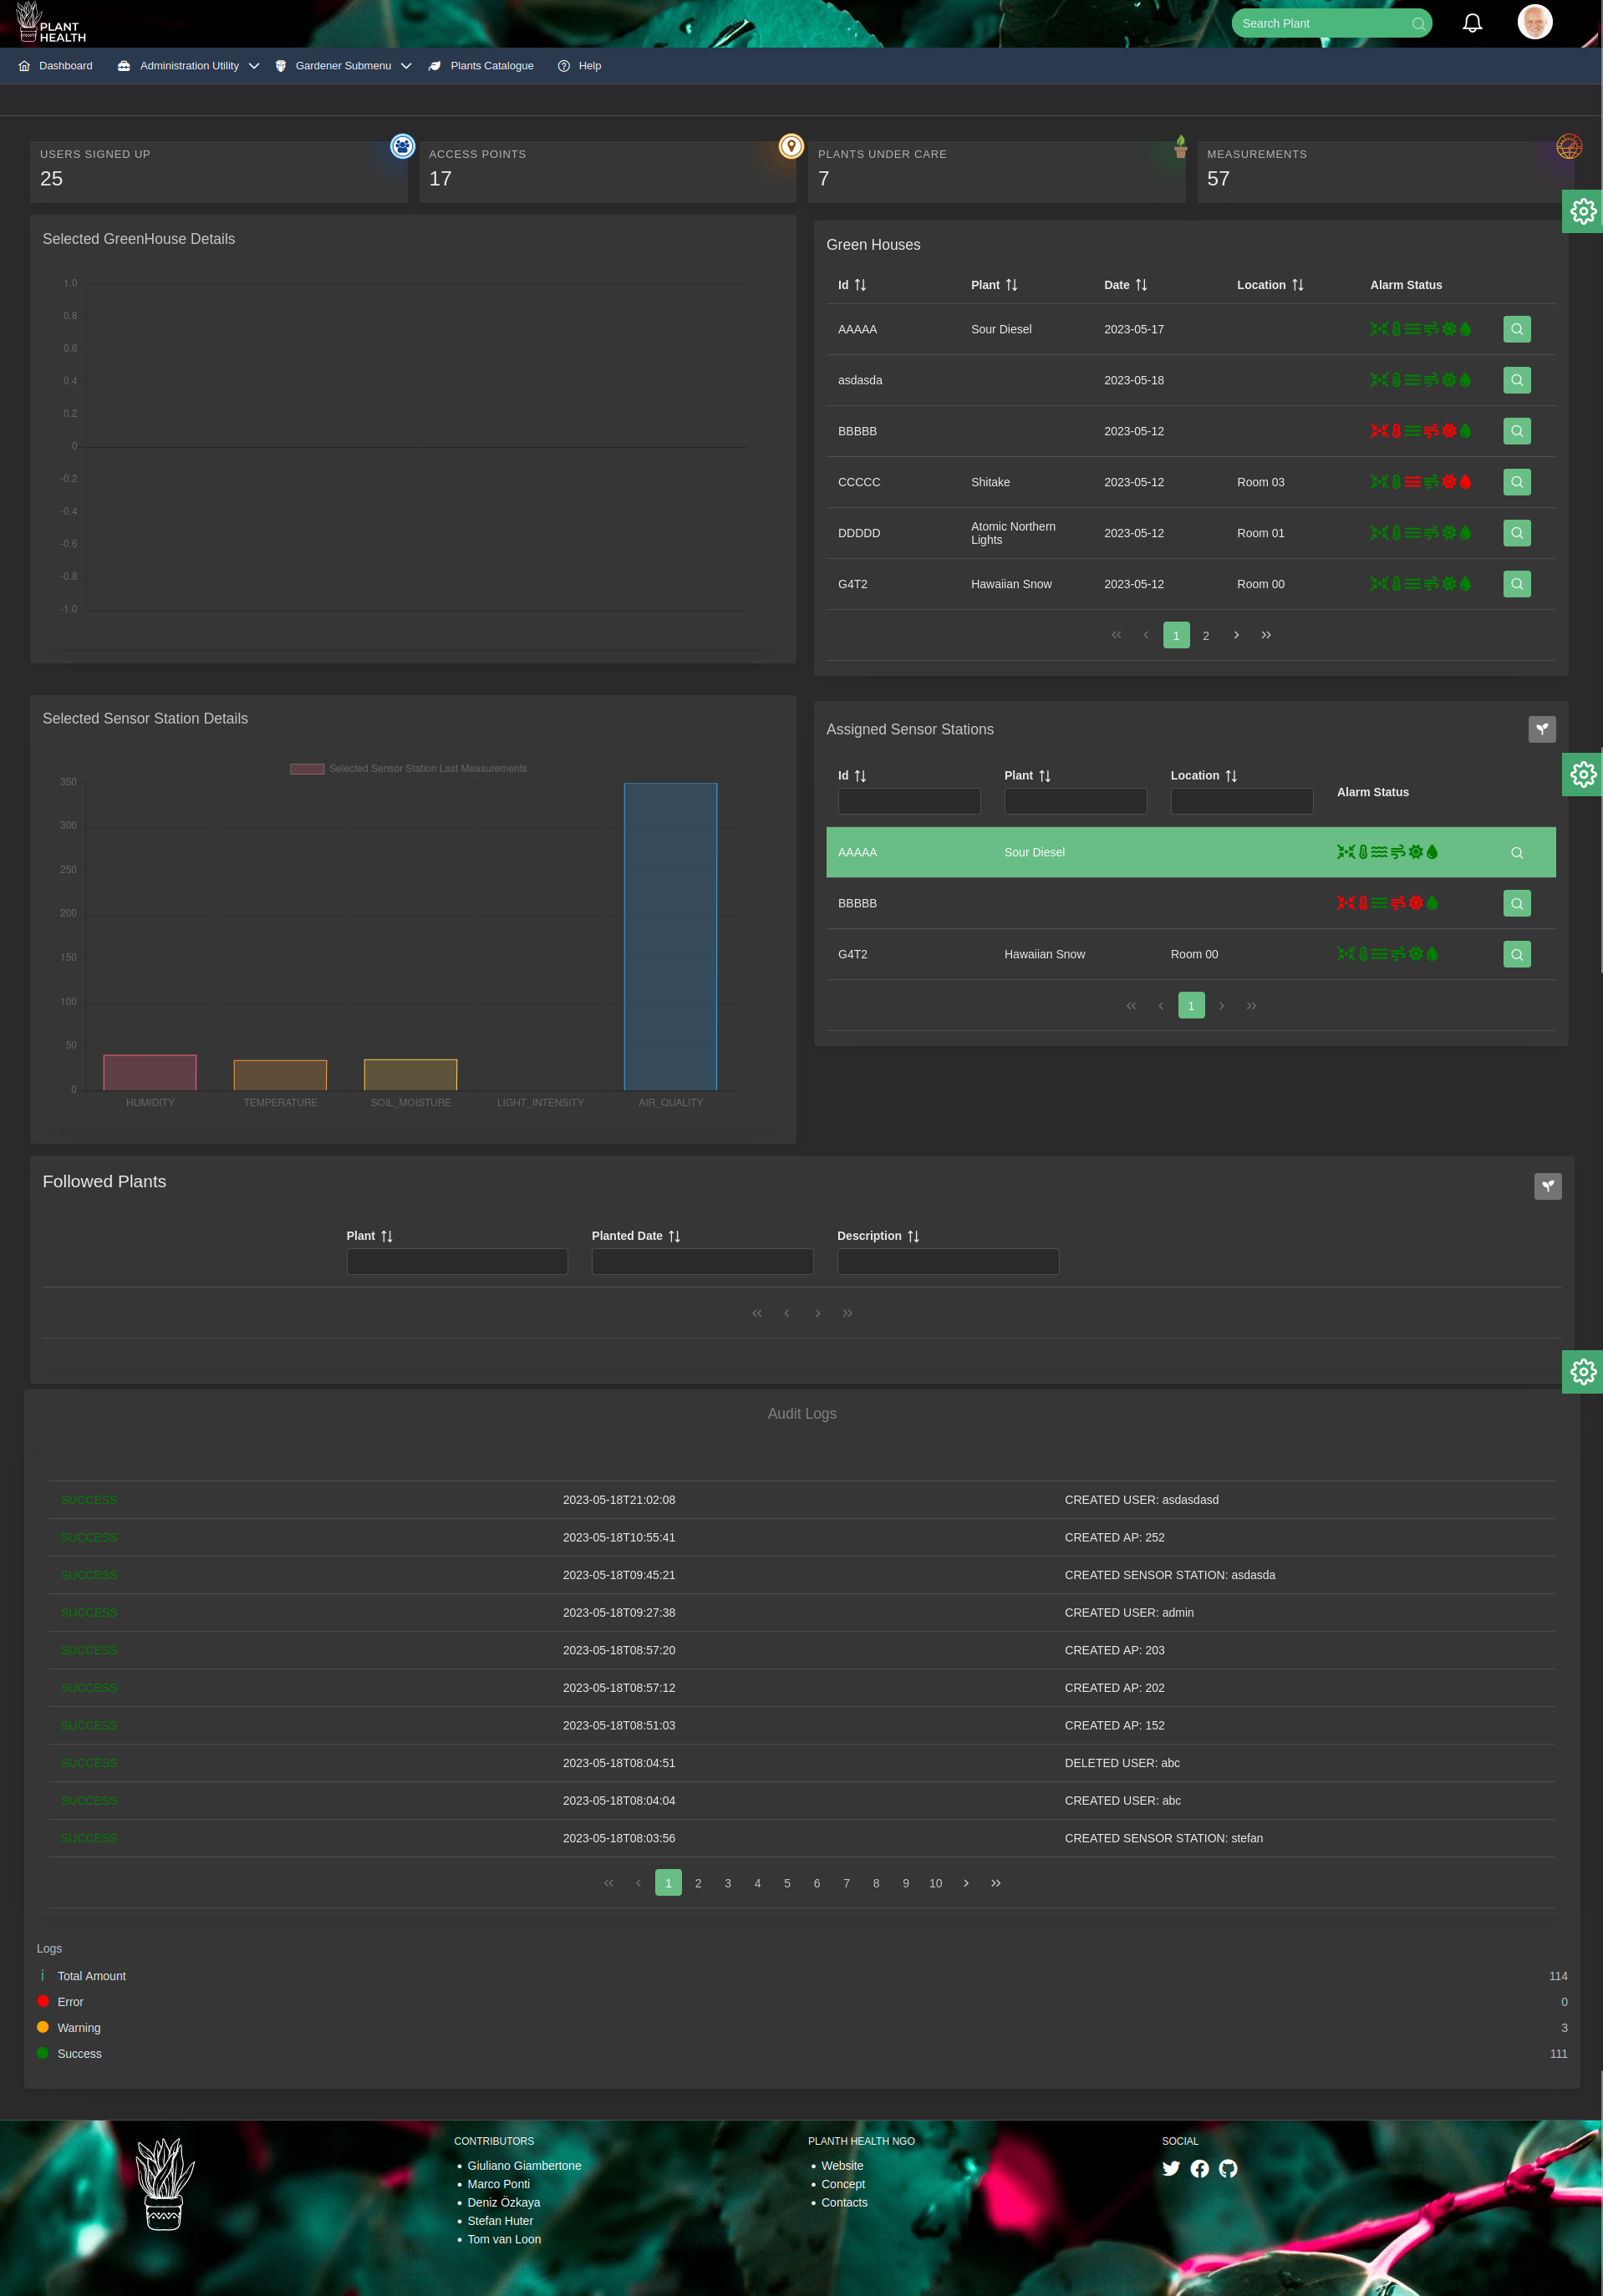 PLANT
HEALTH
Search Plant
Dashboard
Administration Utility
Gardener Submenu
Plants Catalogue
Help
USERS SIGNED UP
25
ACCESS POINTS
17
PLANTS UNDER CARE
7
MEASUREMENTS
57
Selected GreenHouse Details
1.0
0.8
0.6
0.4
0.2
0
-0.2
-0.4
-0.6
-0.8
-1.0
Green Houses
Id Plant Date Location Alarm Status
AAAAA Sour Diesel 2023-05-17
asdasda 2023-05-18
BBBBB 2023-05-12
CCCCC Shitake 2023-05-12 Room 03
DDDDD Atomic Northern Lights 2023-05-12 Room 01
G4T2 Hawaiian Snow 2023-05-12 Room 00
1 2
Selected Sensor Station Details
Selected Sensor Station Last Measurements
350
300
250
200
150
100
50
0
HUMIDITY TEMPERATURE SOIL_MOISTURE LIGHT_INTENSITY AIR_QUALITY
Assigned Sensor Stations
Id Plant Location Alarm Status
AAAAA Sour Diesel
BBBBB
G4T2 Hawaiian Snow Room 00
1
Followed Plants
Plant Planted Date Description
Audit Logs
SUCCESS 2023-05-18T21:02:08 CREATED USER: asdasdasd
SUCCESS 2023-05-18T10:55:41 CREATED AP: 252
SUCCESS 2023-05-18T09:45:21 CREATED SENSOR STATION: asdasda
SUCCESS 2023-05-18T09:27:38 CREATED USER: admin
SUCCESS 2023-05-18T08:57:20 CREATED AP: 203
SUCCESS 2023-05-18T08:57:12 CREATED AP: 202
SUCCESS 2023-05-18T08:51:03 CREATED AP: 152
SUCCESS 2023-05-18T08:04:51 DELETED USER: abc
SUCCESS 2023-05-18T08:04:04 CREATED USER: abc
SUCCESS 2023-05-18T08:03:56 CREATED SENSOR STATION: stefan
1 2 3 4 5 6 7 8 9 10
Logs
Total Amount 114
Error 0
Warning 3
Success 111
CONTRIBUTORS
Giuliano Giambertone
Marco Ponti
Deniz Özkaya
Stefan Huter
Tom van Loon
PLANTH HEALTH NGO
Website
Concept
Contacts
SOCIAL